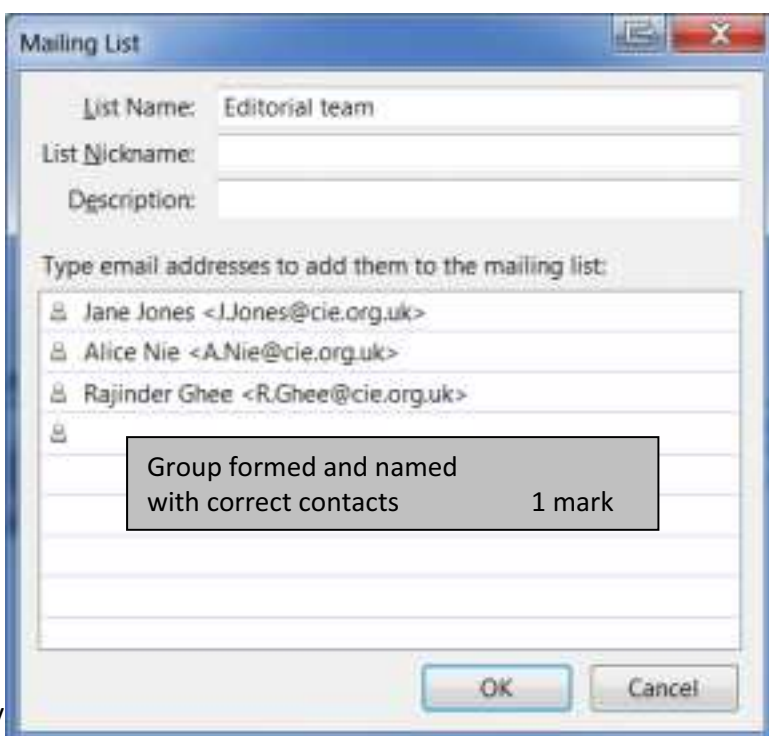 Mailing List
List Name: Editorial team
List Nickname:
Description:
Type email addresses to add them to the mailing list:
Jane Jones <J.Jones@cie.org.uk>
Alice Nie <A.Nie@cie.org.uk>
Rajinder Ghee <R.Ghee@cie.org.uk>
Group formed and named
with correct contacts 1 mark
OK Cancel